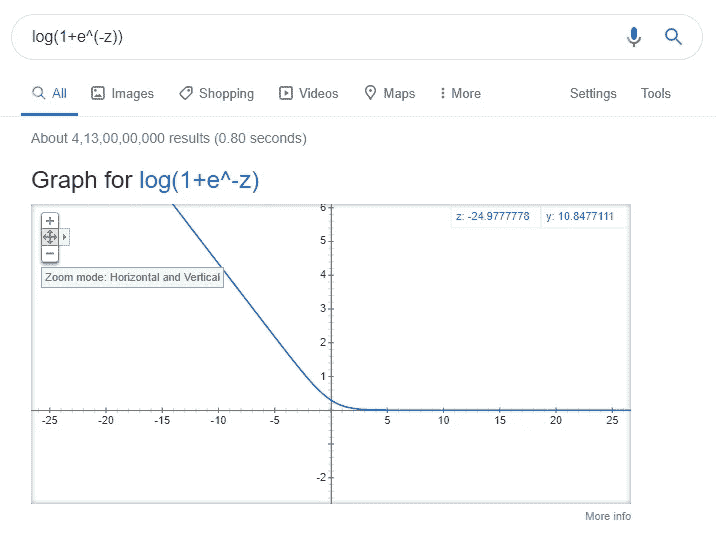 log(1+e^(-z))
All Images Shopping Videos Maps More Settings Tools
About 4,13,00,00,000 results (0.80 seconds)
Graph for log(1+e^-z)
z: -24.9777778 y: 10.8477111
+
−
Zoom mode: Horizontal and Vertical
6
5
4
3
2
1
-25 -20 -15 -10 -5 5 10 15 20 25
-2
More info